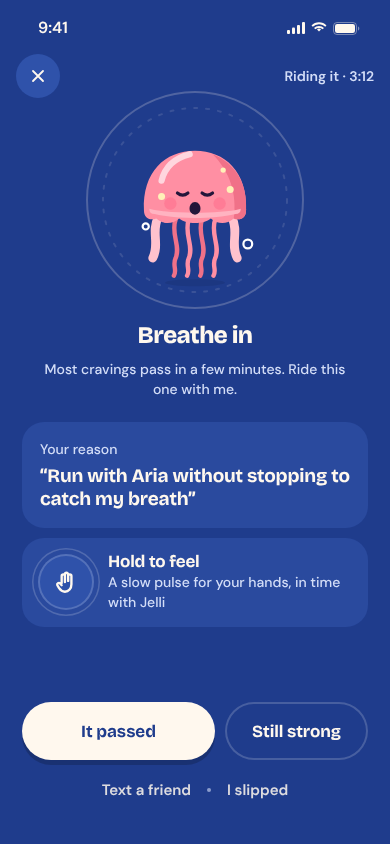 9:41
Riding it · 3:12
Breathe in
Most cravings pass in a few minutes. Ride this
one with me.
Your reason
“Run with Aria without stopping to
catch my breath”
Hold to feel
A slow pulse for your hands, in time
with Jelli
It passed
Still strong
Text a friend • I slipped